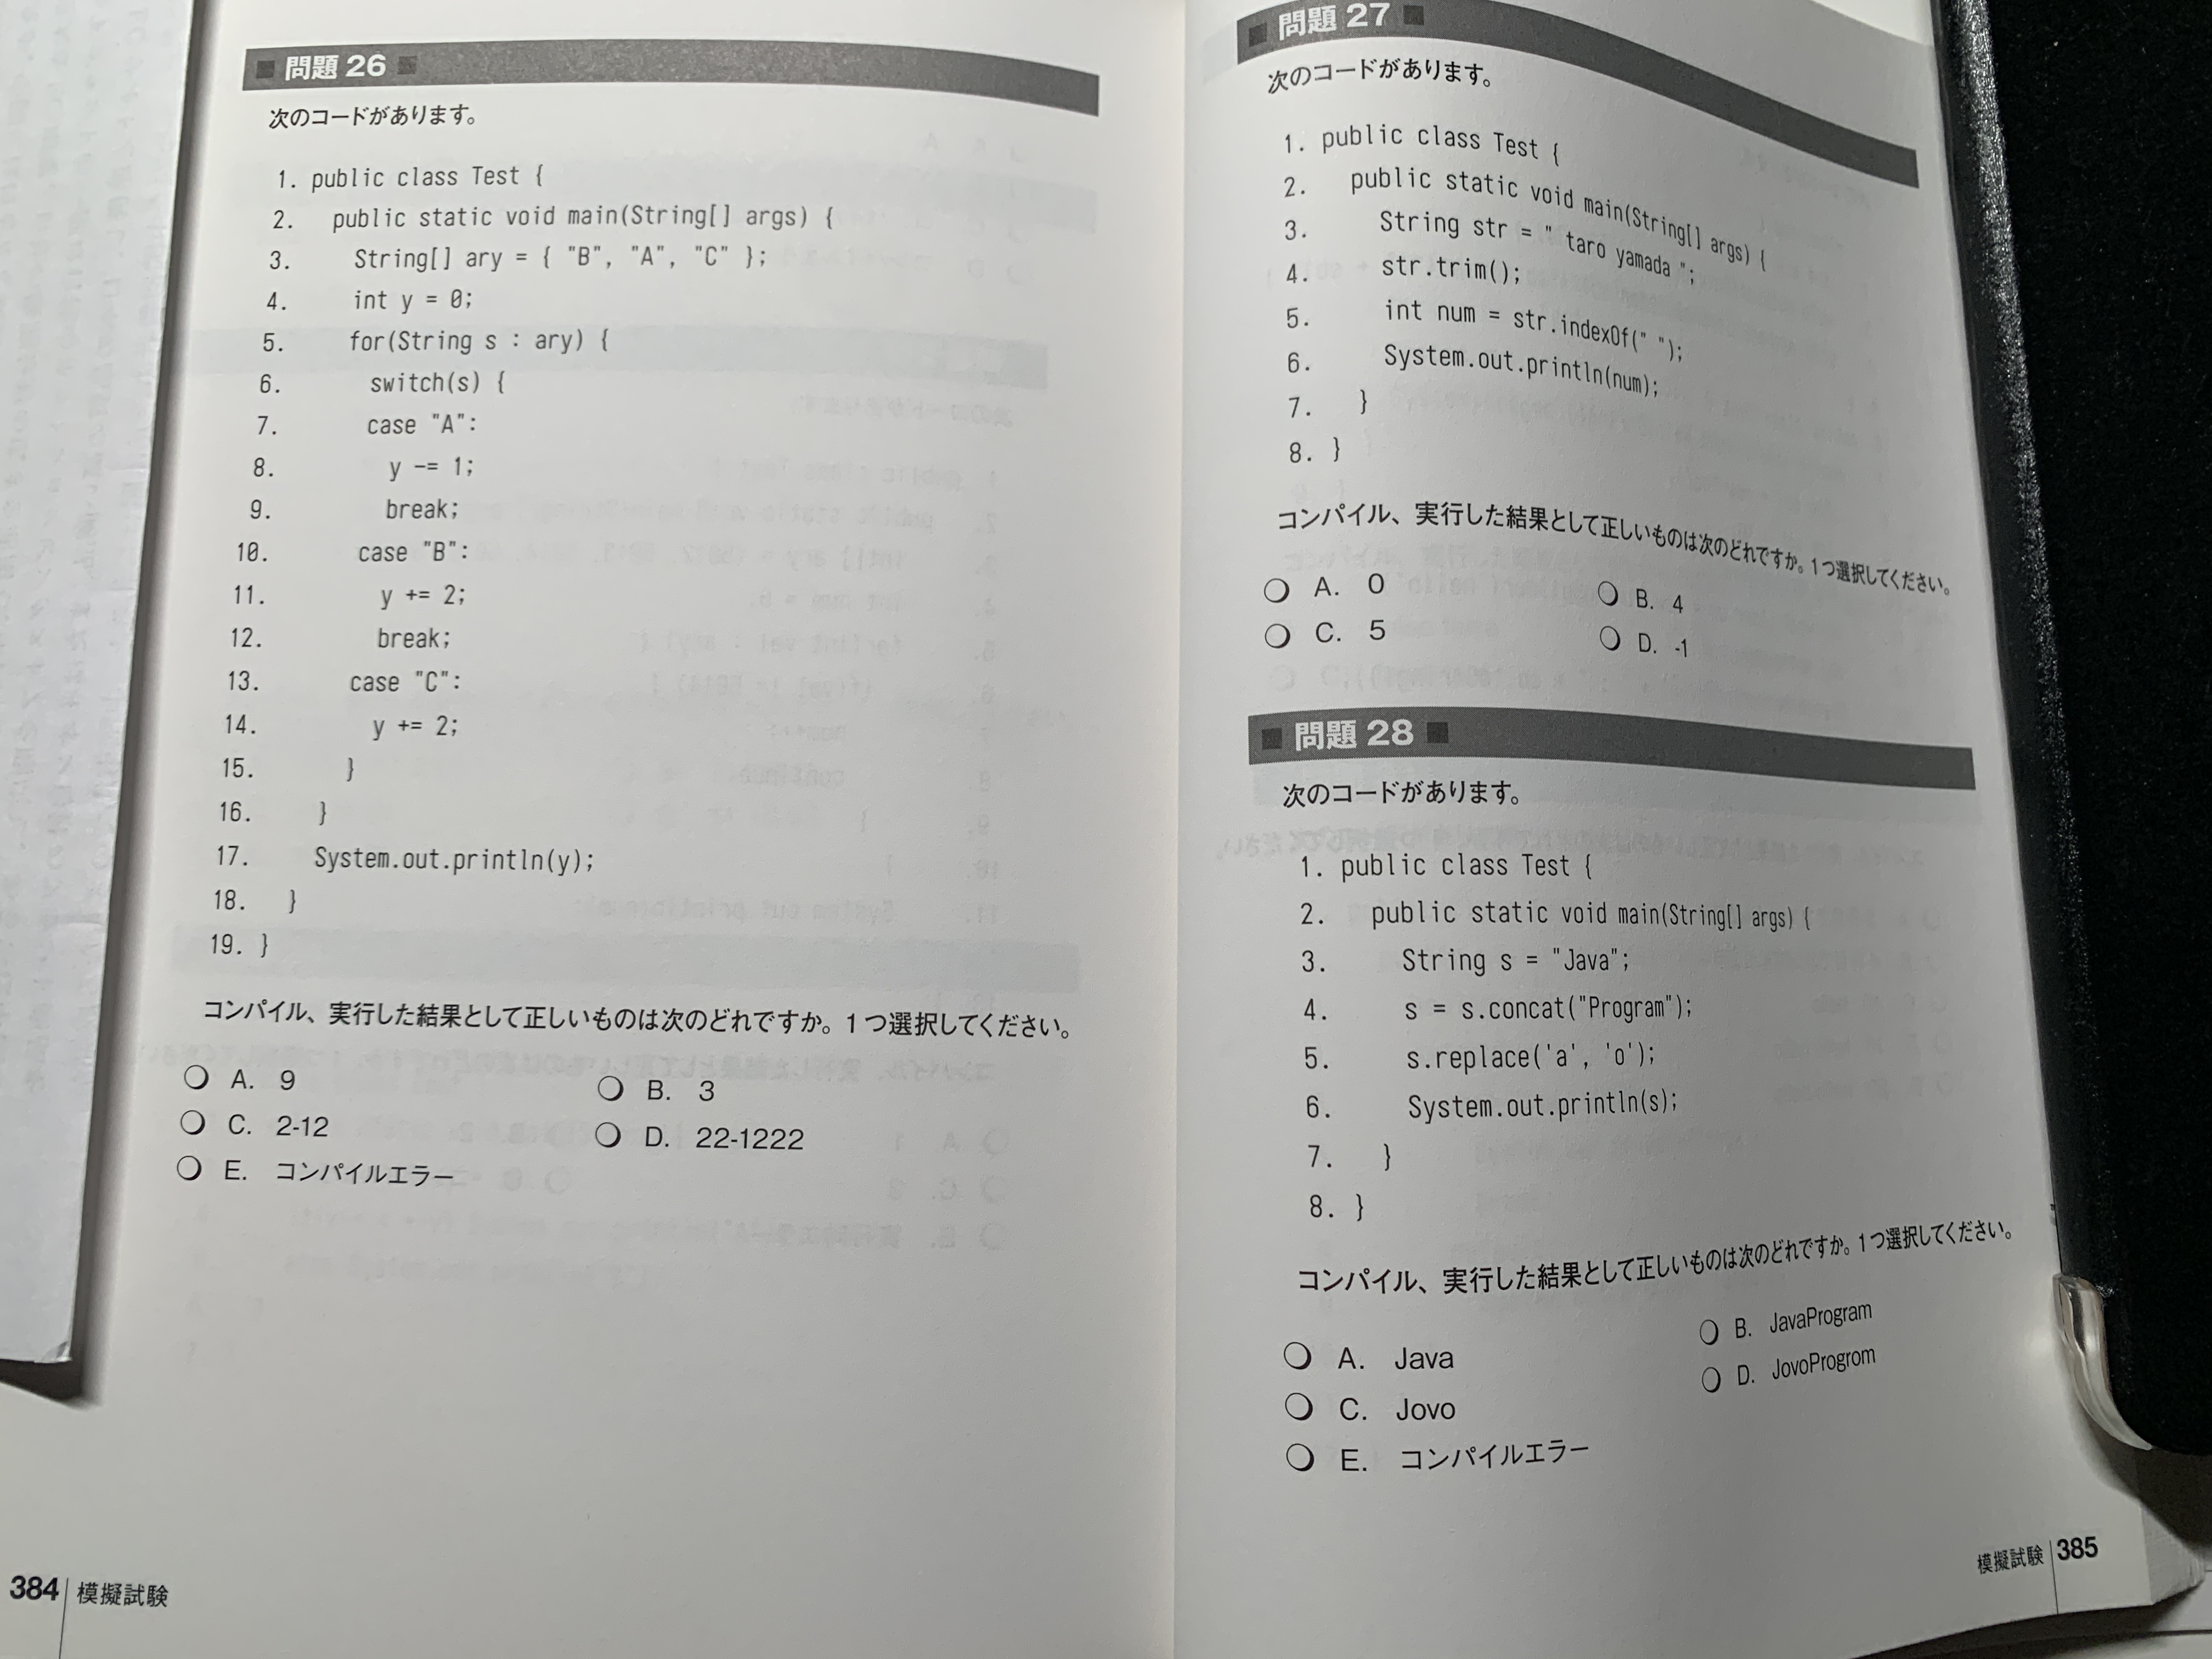 ■ 問題 26 ■
次のコードがあります。
1. public class Test {
2. public static void main(String[] args) {
3. String[] ary = { "B", "A", "C" };
4. int y = 0;
5. for(String s : ary) {
6. switch(s) {
7. case "A":
8. y -= 1;
9. break;
10. case "B":
11. y += 2;
12. break;
13. case "C":
14. y += 2;
15. }
16. }
17. System.out.println(y);
18. }
19. }
コンパイル、実行した結果として正しいものは次のどれですか。1つ選択してください。
A. 9
B. 3
C. 2-12
D. 22-1222
E. コンパイルエラー
384 模擬試験
■ 問題 27 ■
次のコードがあります。
1. public class Test {
2. public static void main(String[] args) {
3. String str = " taro yamada ";
4. str.trim();
5. int num = str.indexOf(" ");
6. System.out.println(num);
7. }
8. }
コンパイル、実行した結果として正しいものは次のどれですか。1つ選択してください。
A. 0
B. 4
C. 5
D. -1
■ 問題 28 ■
次のコードがあります。
1. public class Test {
2. public static void main(String[] args) {
3. String s = "Java";
4. s = s.concat("Program");
5. s.replace('a', 'o');
6. System.out.println(s);
7. }
8. }
コンパイル、実行した結果として正しいものは次のどれですか。1つ選択してください。
A. Java
B. JavaProgram
C. Jovo
D. JovoProgrom
E. コンパイルエラー
模擬試験 385